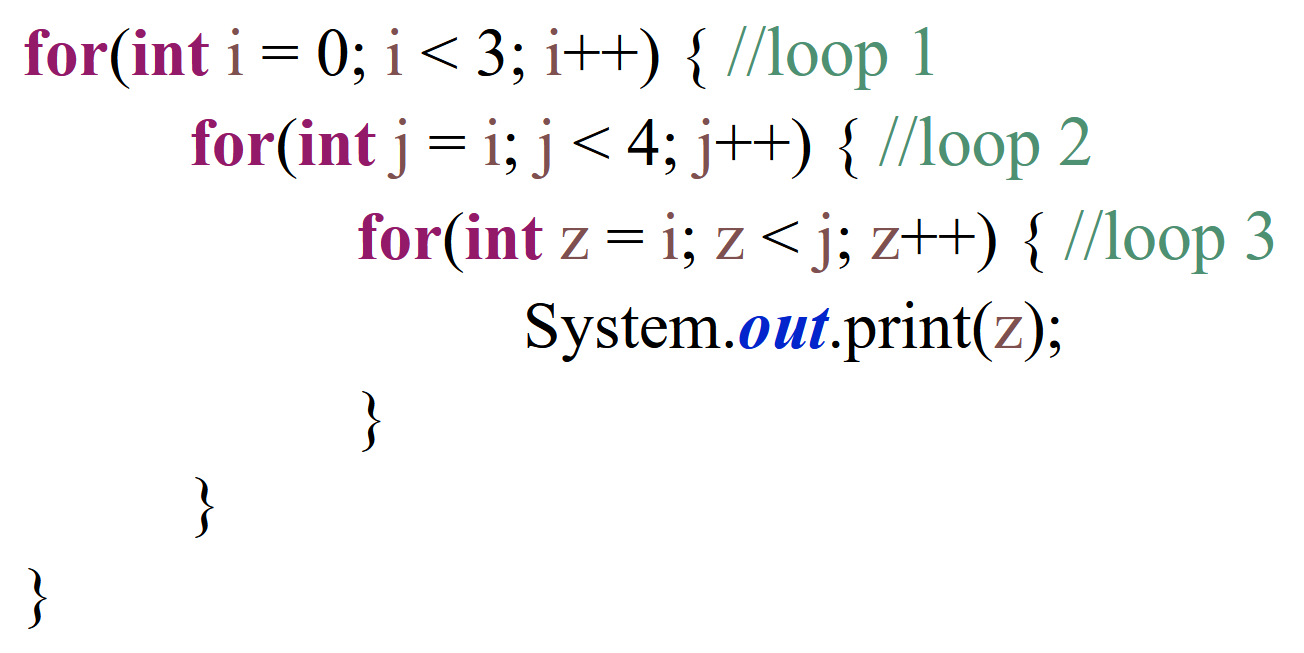 for(int i = 0; i < 3; i++) { //loop 1
for(int j = i; j < 4; j++) { //loop 2
for(int z = i; z < j; z++) { //loop 3
System.out.print(z);
}
}
}